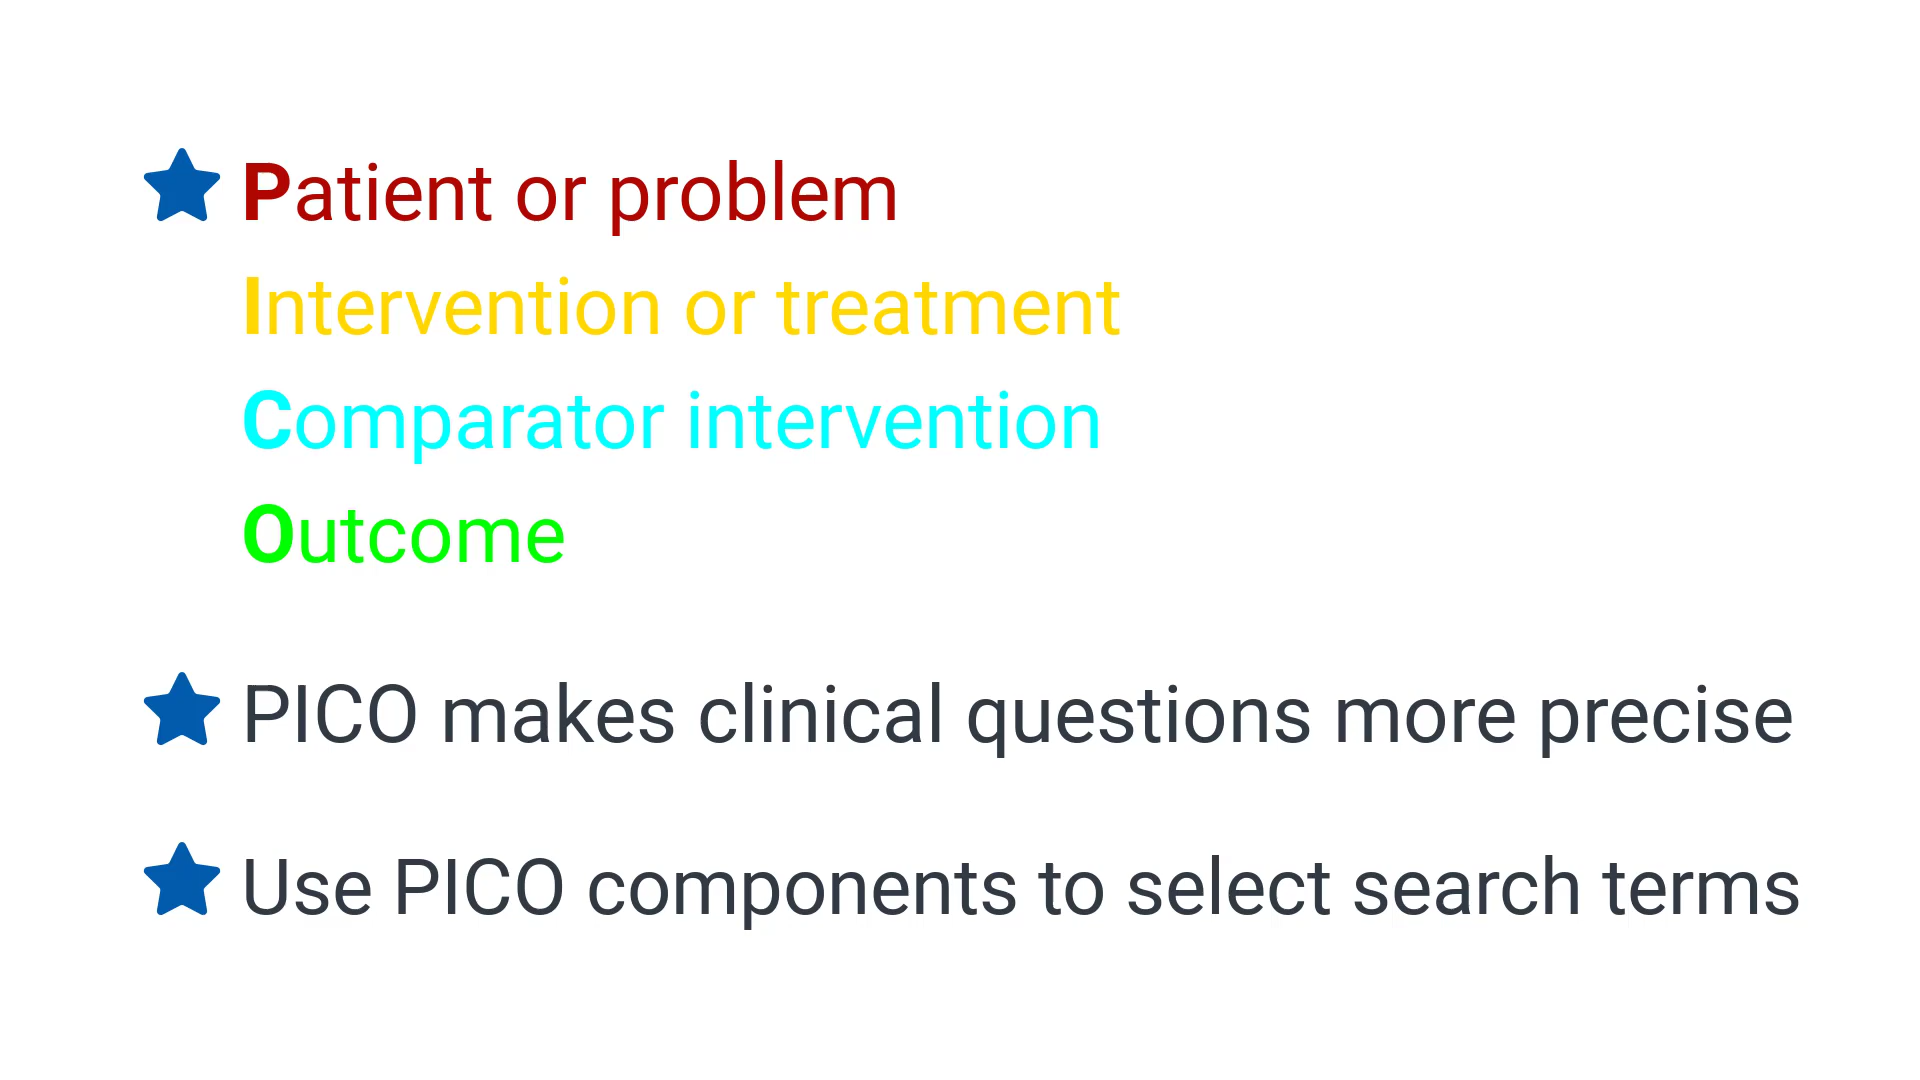 Patient or problem
Intervention or treatment
Comparator intervention
Outcome
PICO makes clinical questions more precise
Use PICO components to select search terms